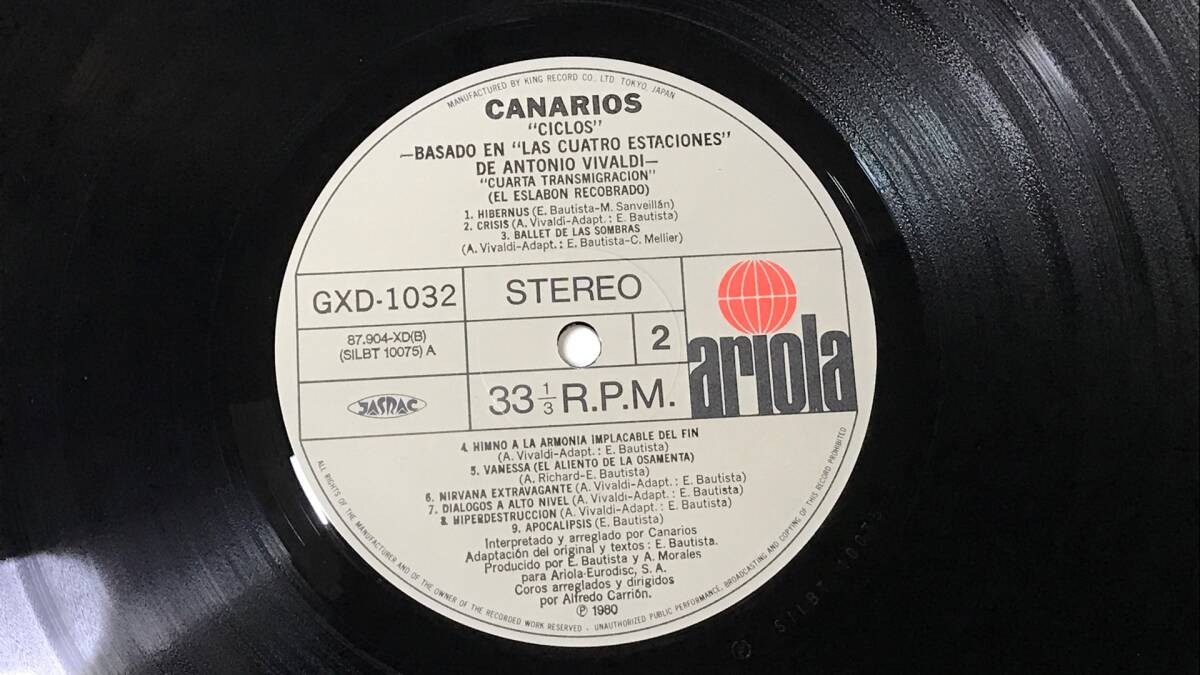 MANUFACTURED BY KING RECORD CO., LTD. TOKYO, JAPAN
CANARIOS
"CICLOS"
—BASADO EN "LAS CUATRO ESTACIONES"
DE ANTONIO VIVALDI—
"CUARTA TRANSMIGRACION"
(EL ESLABON RECOBRADO)
1. HIBERNUS (E. Bautista-M. Sanveillán)
2. CRISIS (A. Vivaldi-Adapt.: E. Bautista)
3. BALLET DE LAS SOMBRAS
(A. Vivaldi-Adapt.: E. Bautista-C. Mellier)
GXD-1032
STEREO
87.904-XD(B)
(SILBT 10075) A
2
ariola
JASRAC
33 1/3 R.P.M.
4. HIMNO A LA ARMONIA IMPLACABLE DEL FIN
(A. Vivaldi-Adapt.: E. Bautista)
5. VANESSA (EL ALIENTO DE LA OSAMENTA)
(A. Richard-E. Bautista)
6. NIRVANA EXTRAVAGANTE (A. Vivaldi-Adapt.: E. Bautista)
7. DIALOGOS A ALTO NIVEL (A. Vivaldi-Adapt.: E. Bautista)
8. HIPERDESTRUCCION (A. Vivaldi-Adapt.: E. Bautista)
9. APOCALIPSIS (E. Bautista)
Interpretado y arreglado por Canarios
Adaptación del original y textos: E. Bautista.
Producido por E. Bautista y A. Morales
para Ariola-Eurodisc, S. A.
Coros arreglados y dirigidos
por Alfredo Carrión.
Ⓟ 1980
ALL RIGHTS OF THE MANUFACTURER AND OF THE OWNER OF THE RECORDED WORK RESERVED - UNAUTHORIZED PUBLIC PERFORMANCE, BROADCASTING AND COPYING OF THIS RECORD PROHIBITED
SILBT 10075